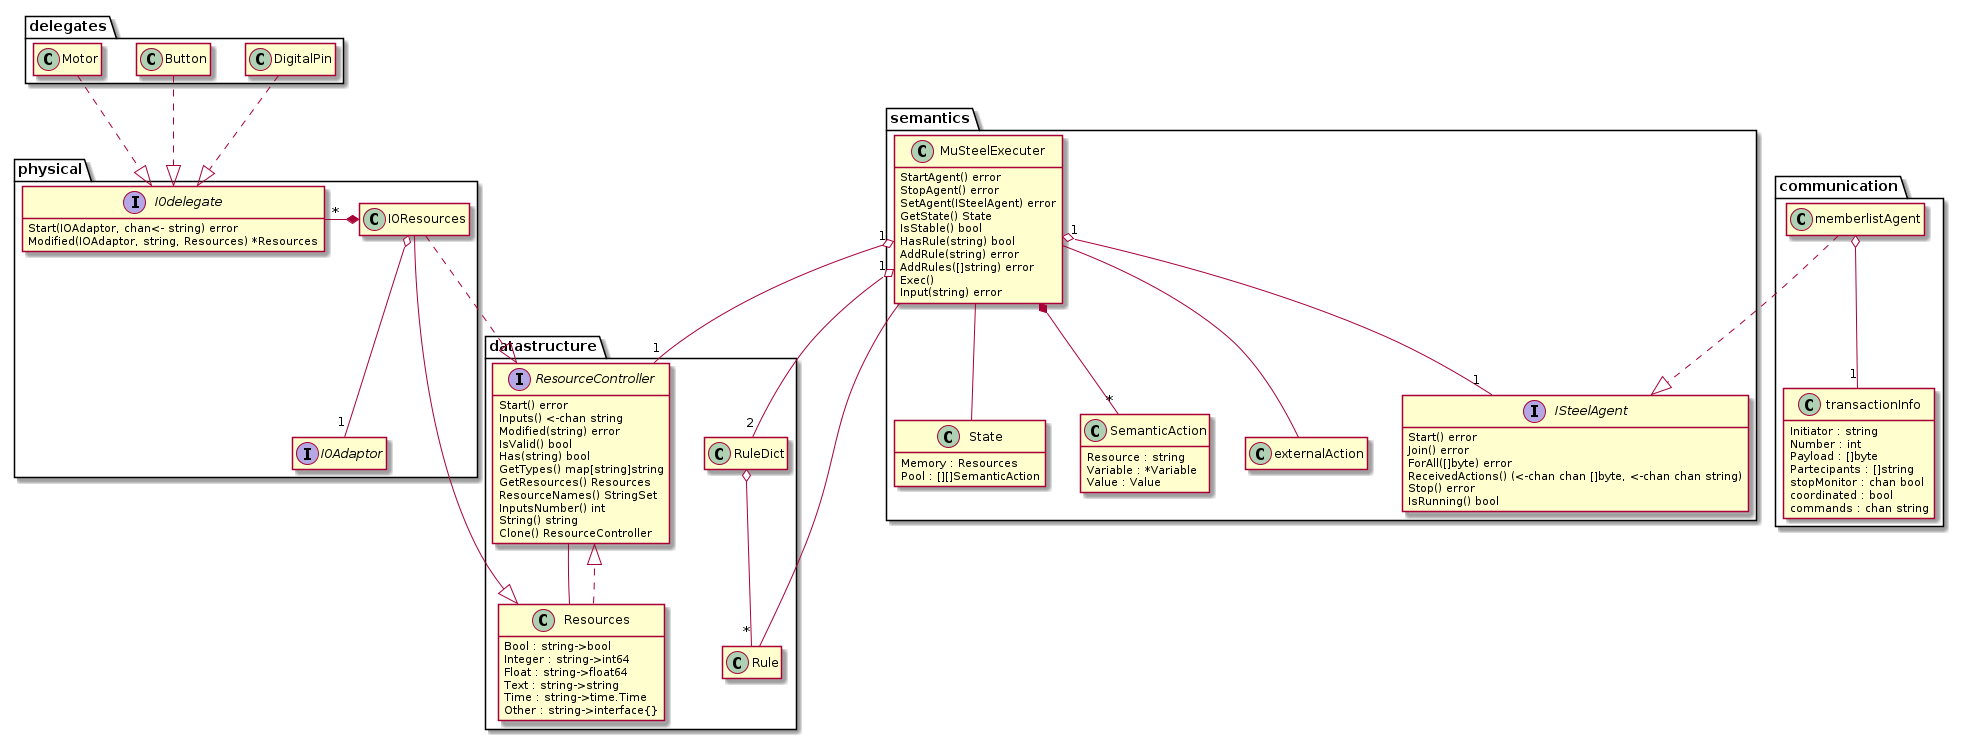 delegates
C Motor
C Button
C DigitalPin
physical
I IOdelegate
Start(IOAdaptor, chan<- string) error
Modified(IOAdaptor, string, Resources) *Resources
*
C IOResources
1
I IOAdaptor
datastructure
I ResourceController
Start() error
Inputs() <-chan string
Modified(string) error
IsValid() bool
Has(string) bool
GetTypes() map[string]string
GetResources() Resources
ResourceNames() StringSet
InputsNumber() int
String() string
Clone() ResourceController
C Resources
Bool : string->bool
Integer : string->int64
Float : string->float64
Text : string->string
Time : string->time.Time
Other : string->interface{}
2
C RuleDict
*
C Rule
semantics
C MuSteelExecuter
StartAgent() error
StopAgent() error
SetAgent(ISteelAgent) error
GetState() State
IsStable() bool
HasRule(string) bool
AddRule(string) error
AddRules([]string) error
Exec()
Input(string) error
1
1
1
1
C State
Memory : Resources
Pool : [][]SemanticAction
*
C SemanticAction
Resource : string
Variable : *Variable
Value : Value
C externalAction
1
I ISteelAgent
Start() error
Join() error
ForAll([]byte) error
ReceivedActions() (<-chan chan []byte, <-chan chan string)
Stop() error
IsRunning() bool
communication
C memberlistAgent
1
C transactionInfo
Initiator : string
Number : int
Payload : []byte
Partecipants : []string
stopMonitor : chan bool
coordinated : bool
commands : chan string